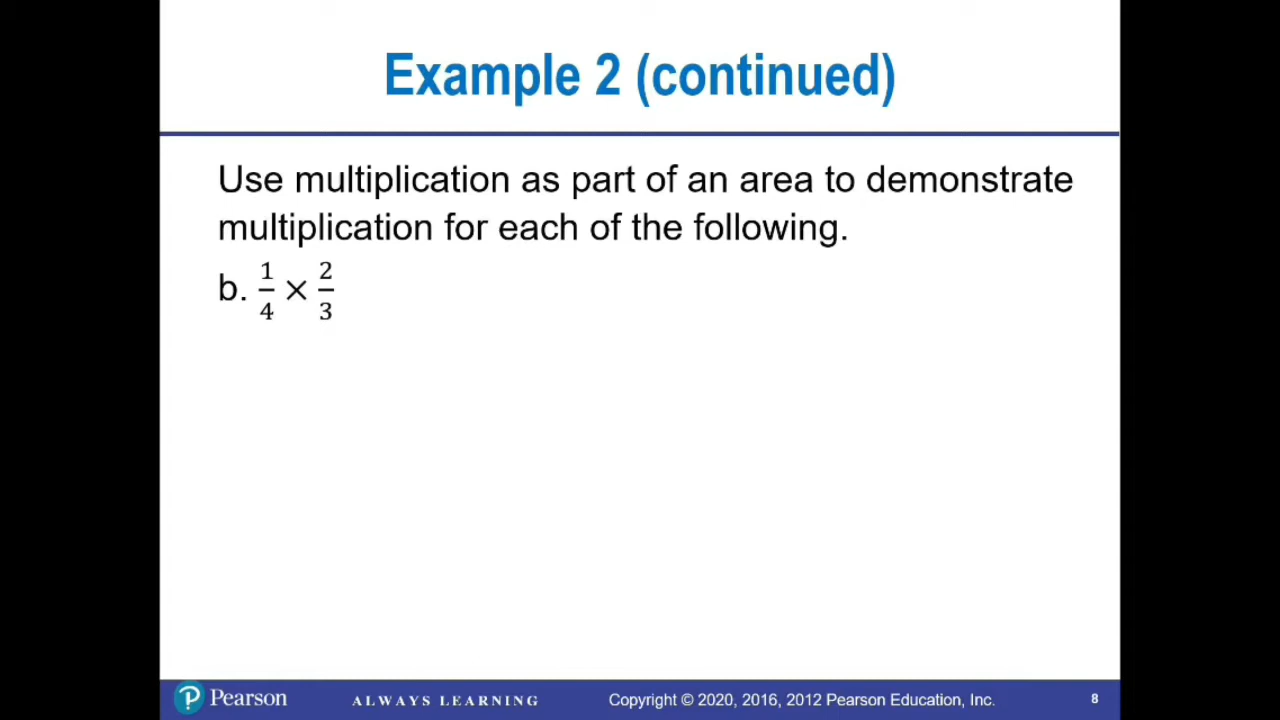 Example 2 (continued)
Use multiplication as part of an area to demonstrate
multiplication for each of the following.
b. 1/4 × 2/3
Pearson ALWAYS LEARNING Copyright © 2020, 2016, 2012 Pearson Education, Inc. 8